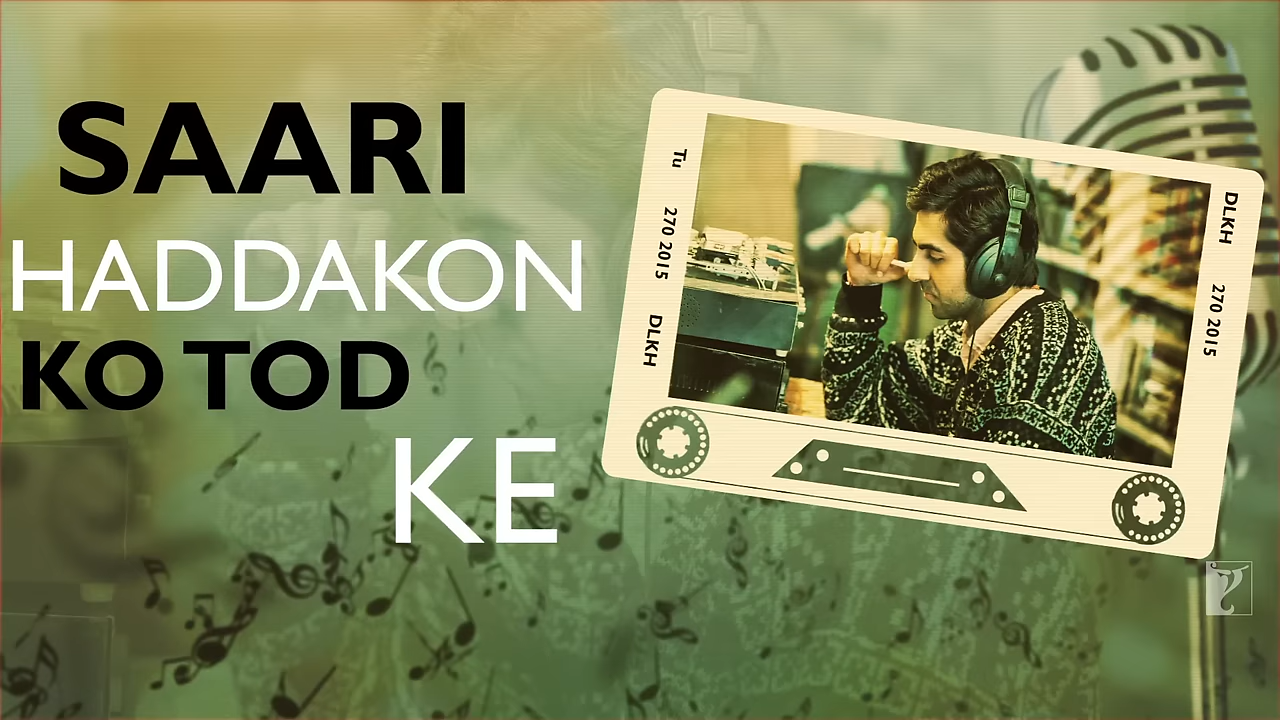 SAARI
HADDAKON
KO TOD
KE
Tu
270 2015
DLKH
DLKH
270 2015